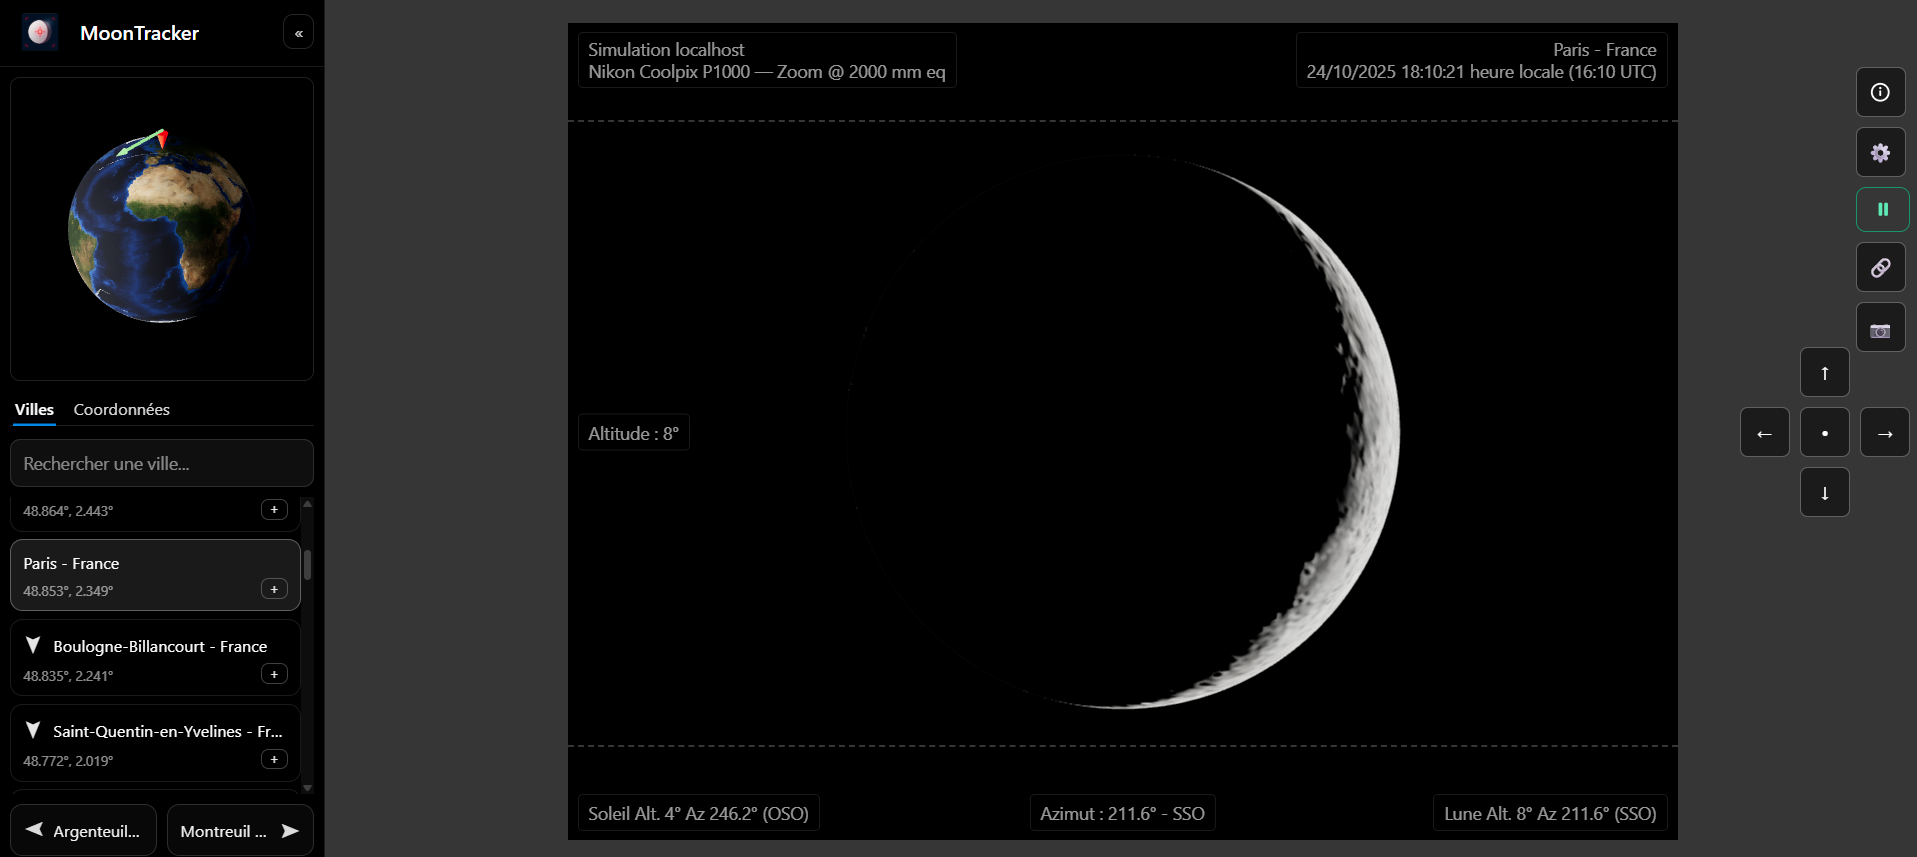 MoonTracker
«
Villes
Coordonnées
Rechercher une ville...
48.864°, 2.443°
+
Paris - France
48.853°, 2.349°
+
Boulogne-Billancourt - France
48.835°, 2.241°
+
Saint-Quentin-en-Yvelines - Fr...
48.772°, 2.019°
+
Argenteuil...
Montreuil ...
Simulation localhost
Nikon Coolpix P1000 — Zoom @ 2000 mm eq
Paris - France
24/10/2025 18:10:21 heure locale (16:10 UTC)
Altitude : 8°
Soleil Alt. 4° Az 246.2° (OSO)
Azimut : 211.6° - SSO
Lune Alt. 8° Az 211.6° (SSO)
↑
← • →
↓